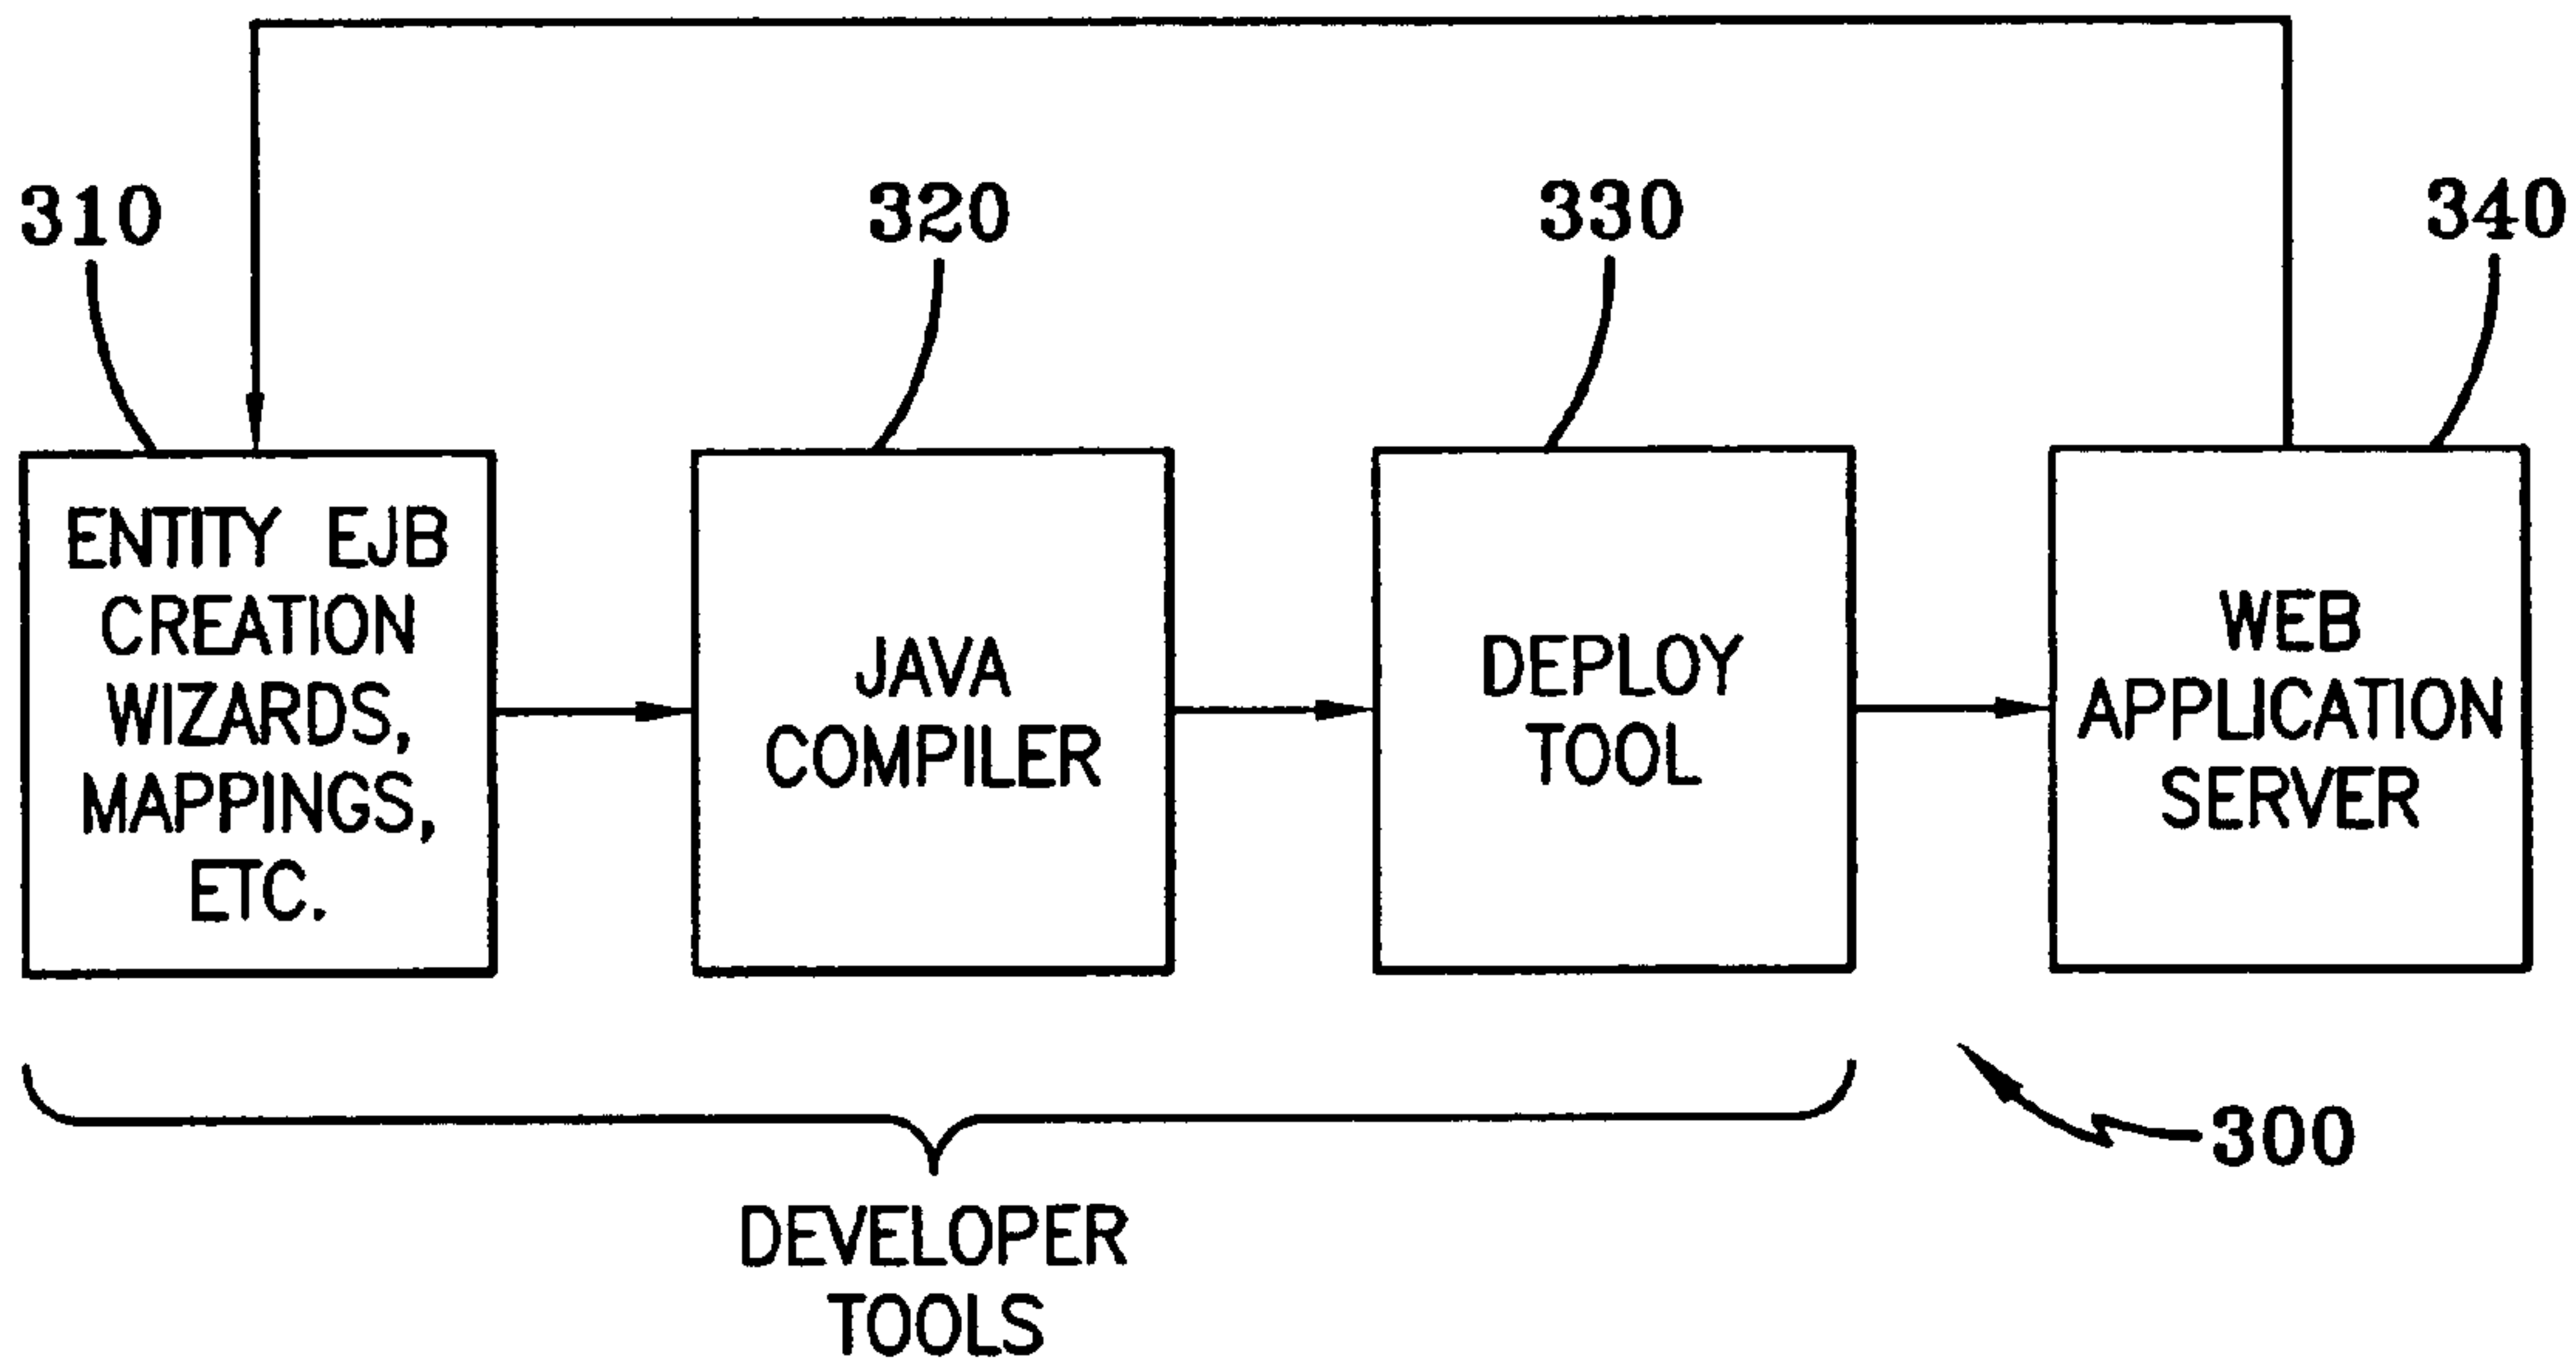 310
320
330
340
ENTITY EJB
CREATION
WIZARDS,
MAPPINGS,
ETC.
JAVA
COMPILER
DEPLOY
TOOL
WEB
APPLICATION
SERVER
300
DEVELOPER
TOOLS